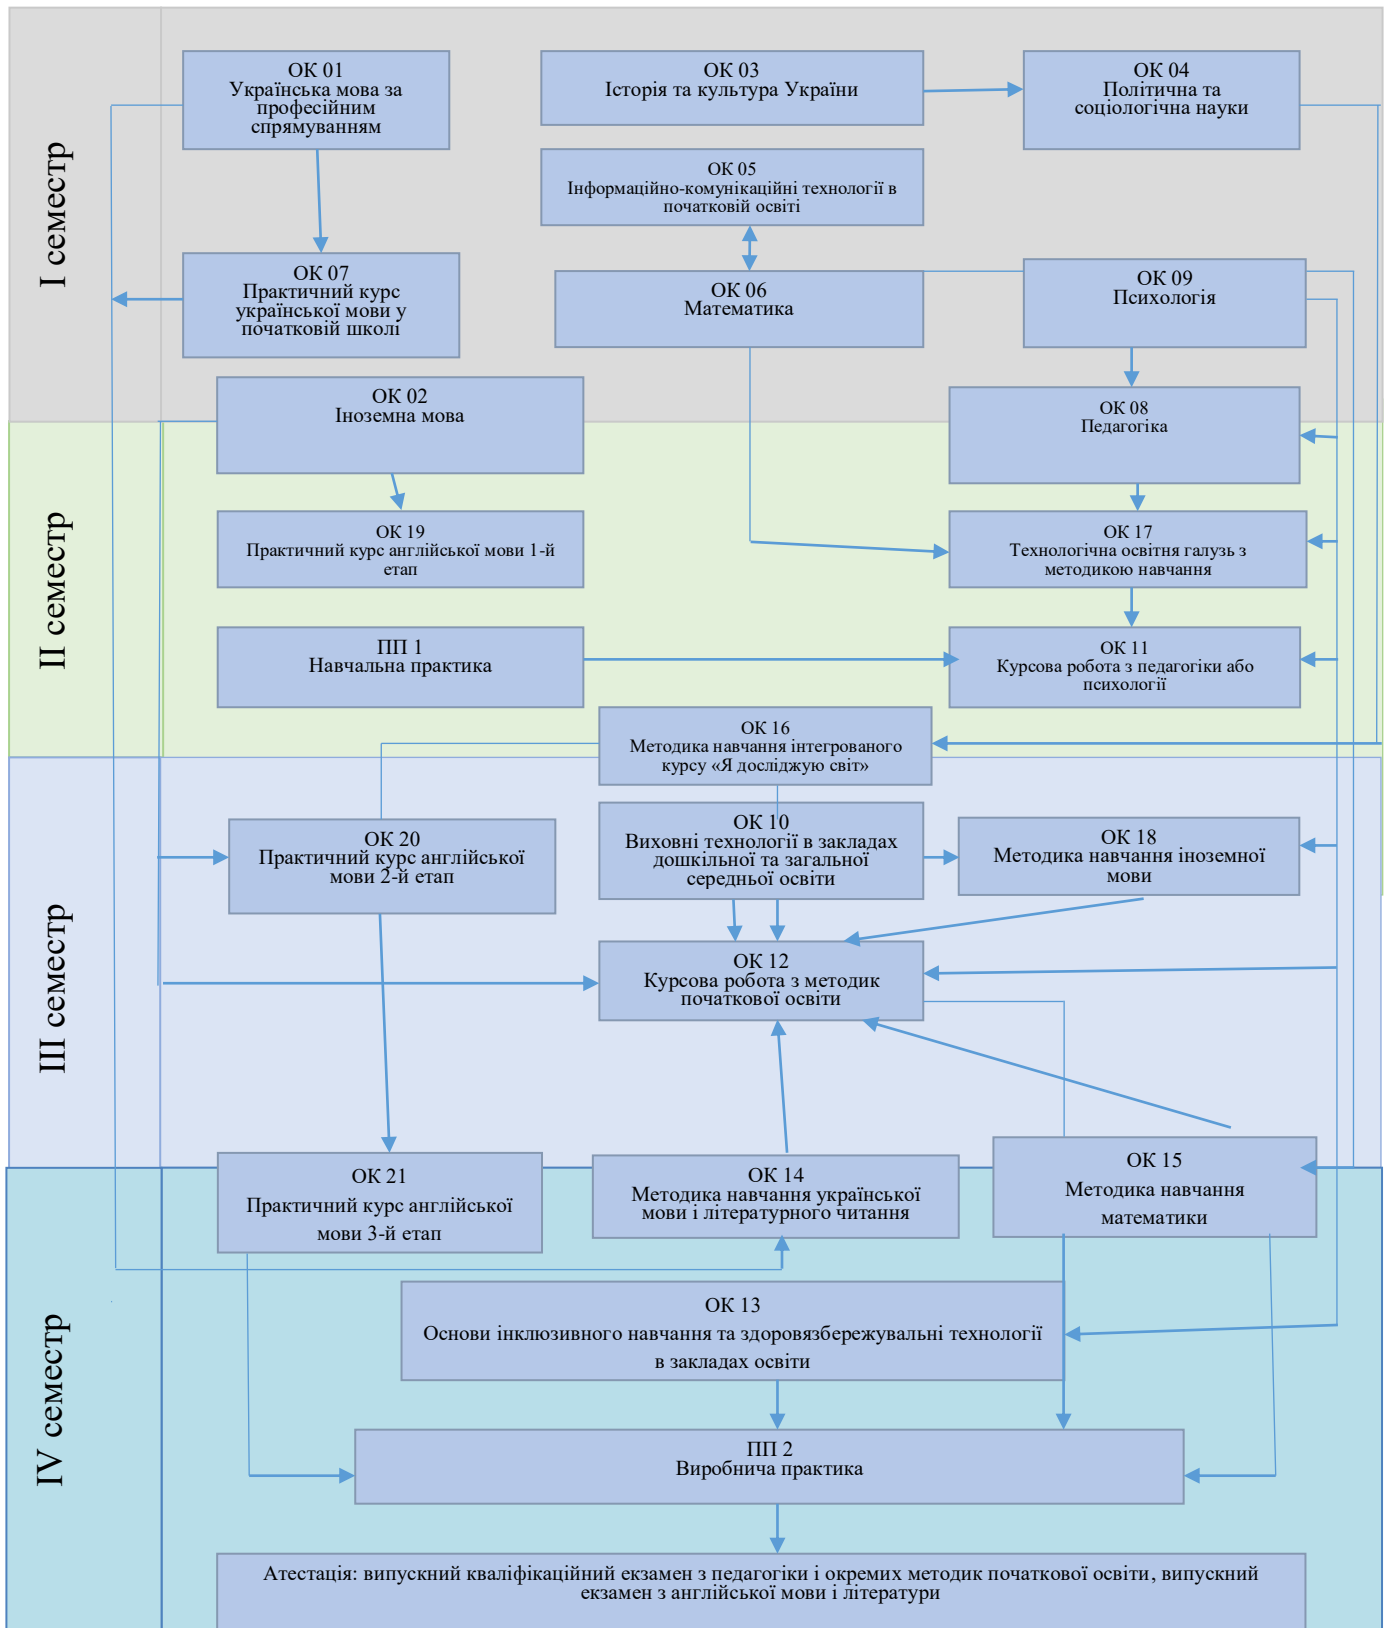 І семестр
ОК 01
Українська мова за
професійним
спрямуванням
ОК 03
Історія та культура України
ОК 04
Політична та
соціологічна науки
ОК 05
Інформаційно-комунікаційні технології в
початковій освіті
ОК 07
Практичний курс
української мови у
початковій школі
ОК 06
Математика
ОК 09
Психологія
ОК 02
Іноземна мова
ОК 08
Педагогіка
ІІ семестр
ОК 19
Практичний курс англійської мови 1-й
етап
ОК 17
Технологічна освітня галузь з
методикою навчання
ПП 1
Навчальна практика
ОК 11
Курсова робота з педагогіки або
психології
ОК 16
Методика навчання інтегрованого
курсу «Я досліджую світ»
ІІІ семестр
ОК 20
Практичний курс англійської
мови 2-й етап
ОК 10
Виховні технології в закладах
дошкільної та загальної
середньої освіти
ОК 18
Методика навчання іноземної
мови
ОК 12
Курсова робота з методик
початкової освіти
ОК 21
Практичний курс англійської
мови 3-й етап
ОК 14
Методика навчання української
мови і літературного читання
ОК 15
Методика навчання
математики
IV семестр
ОК 13
Основи інклюзивного навчання та здоровязбережувальні технології
в закладах освіти
ПП 2
Виробнича практика
Атестація: випускний кваліфікаційний екзамен з педагогіки і окремих методик початкової освіти, випускний
екзамен з англійської мови і літератури